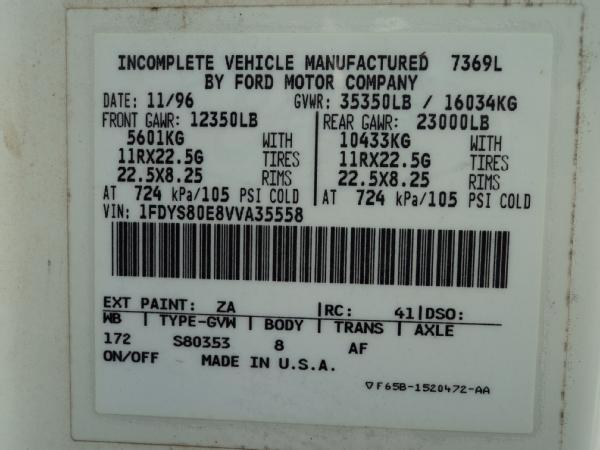 INCOMPLETE VEHICLE MANUFACTURED 7369L
BY FORD MOTOR COMPANY
DATE: 11/96 GVWR: 35350LB / 16034KG
FRONT GAWR: 12350LB REAR GAWR: 23000LB
5601KG WITH 10433KG WITH
11RX22.5G TIRES 11RX22.5G TIRES
22.5X8.25 RIMS 22.5X8.25 RIMS
AT 724 kPa/105 PSI COLD AT 724 kPa/105 PSI COLD
VIN: 1FDYS80E8VVA35558
EXT PAINT: ZA RC: 41 DSO:
WB TYPE-GVW BODY TRANS AXLE
172 S80353 8 AF
ON/OFF MADE IN U.S.A.
F65B-1520472-AA